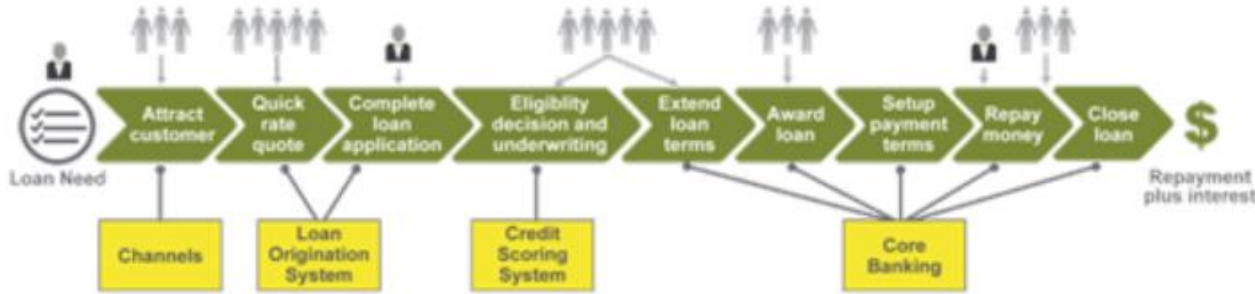 Loan Need
Attract
customer
Quick
rate
quote
Complete
loan
application
Eligiblity
decision and
underwriting
Extend
loan
terms
Award
loan
Setup
payment
terms
Repay
money
Close
loan
$
Repayment
plus interest
Channels
Loan
Origination
System
Credit
Scoring
System
Core
Banking